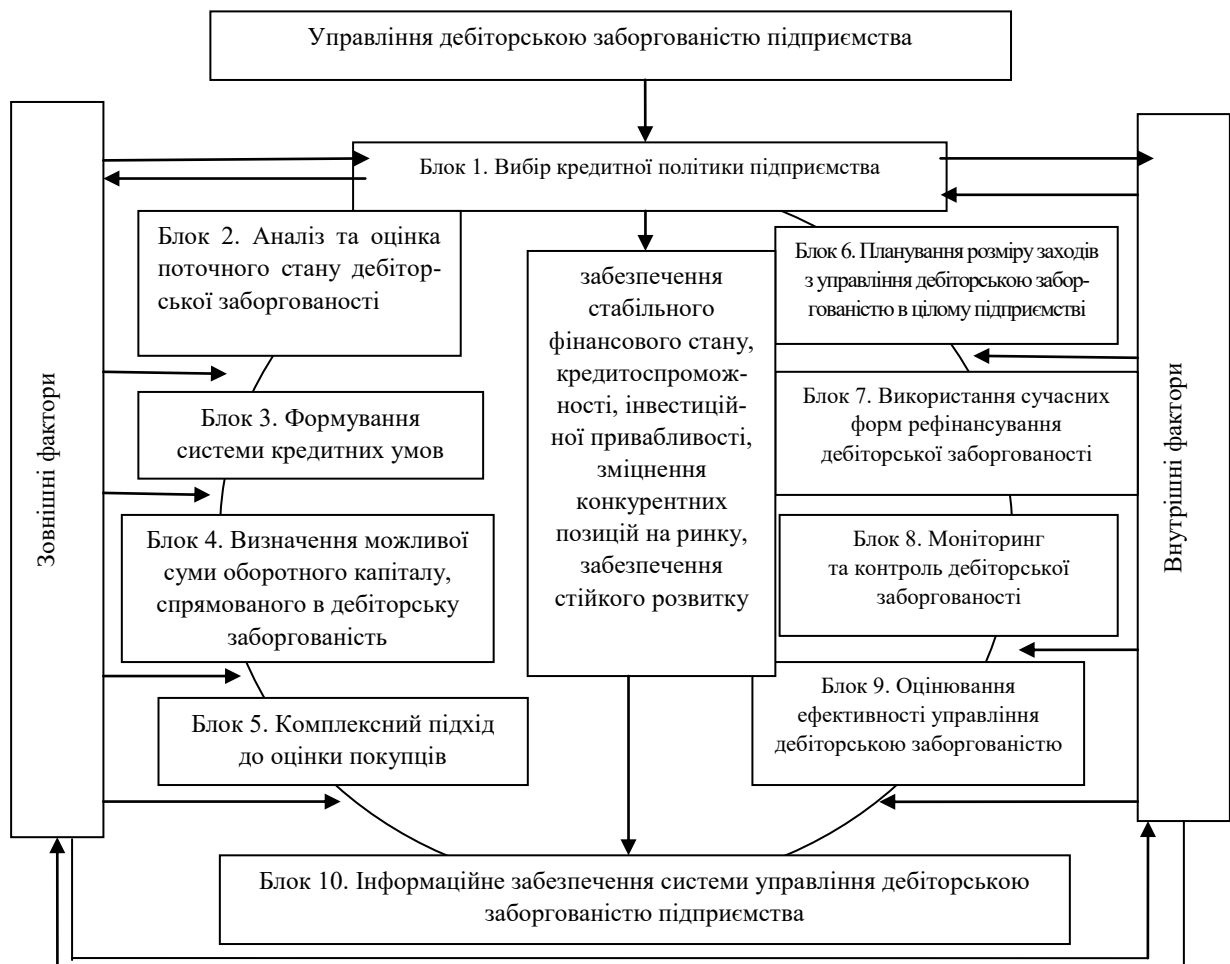 Управління дебіторською заборгованістю підприємства
Блок 1. Вибір кредитної політики підприємства
Зовнішні фактори
Блок 2. Аналіз та оцінка
поточного стану дебітор-
ської заборгованості
Блок 3. Формування
системи кредитних умов
Блок 4. Визначення можливої
суми оборотного капіталу,
спрямованого в дебіторську
заборгованість
Блок 5. Комплексний підхід
до оцінки покупців
забезпечення
стабільного
фінансового стану,
кредитоспромож-
ності, інвестицій-
ної привабливості,
зміцнення
конкурентних
позицій на ринку,
забезпечення
стійкого розвитку
Блок 6. Планування розміру заходів
з управління дебіторською забор-
гованістю в цілому підприємстві
Блок 7. Використання сучасних
форм рефінансування
дебіторської заборгованості
Блок 8. Моніторинг
та контроль дебіторської
заборгованості
Блок 9. Оцінювання
ефективності управління
дебіторською заборгованістю
Внутрішні фактори
Блок 10. Інформаційне забезпечення системи управління дебіторською
заборгованістю підприємства